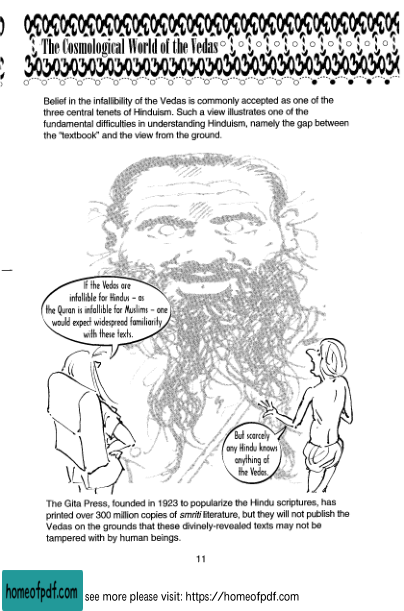 The Cosmological World of the Vedas
Belief in the infallibility of the Vedas is commonly accepted as one of the
three central tenets of Hinduism. Such a view illustrates one of the
fundamental difficulties in understanding Hinduism, namely the gap between
the "textbook" and the view from the ground.
If the Vedas are
infallible for Hindus – as
the Quran is infallible for Muslims – one
would expect widespread familiarity
with these texts.
But scarcely
any Hindu knows
anything of
the Vedas.
The Gita Press, founded in 1923 to popularize the Hindu scriptures, has
printed over 300 million copies of smriti literature, but they will not publish the
Vedas on the grounds that these divinely-revealed texts may not be
tampered with by human beings.
11
homeofpdf.com
see more please visit: https://homeofpdf.com